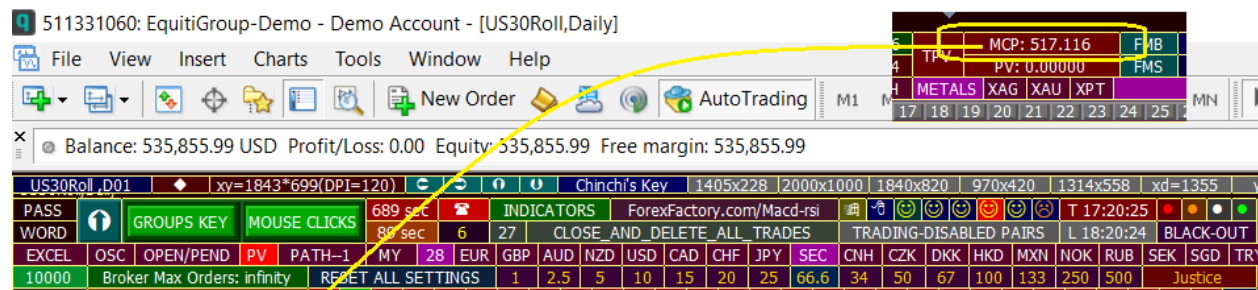 511331060: EquitiGroup-Demo - Demo Account - [US30Roll,Daily]
File View Insert Charts Tools Window Help
MCP: 517.116 FMB
TPV PV: 0.00000 FMS
METALS XAG XAU XPT
17 18 19 20 21 22 23 24 25
New Order AutoTrading M1 MN
Balance: 535,855.99 USD Profit/Loss: 0.00 Equity: 535,855.99 Free margin: 535,855.99
US30Roll ,D01 xy=1843*699(DPI=120) Chinchi's Key 1405x228 2000x1000 1840x820 970x420 1314x558 xd=1355
PASS 689 sec INDICATORS ForexFactory.com/Macd-rsi T 17:20:25
GROUPS KEY MOUSE CLICKS
WORD 80 sec 6 27 CLOSE_AND_DELETE_ALL_TRADES TRADING-DISABLED PAIRS L 18:20:24 BLACK-OUT
EXCEL OSC OPEN/PEND PV PATH--1 MY 28 EUR GBP AUD NZD USD CAD CHF JPY SEC CNH CZK DKK HKD MXN NOK RUB SEK SGD TRY
10000 Broker Max Orders: infinity RESET ALL SETTINGS 1 2.5 5 10 15 20 25 66.6 34 50 67 100 133 250 500 Justice